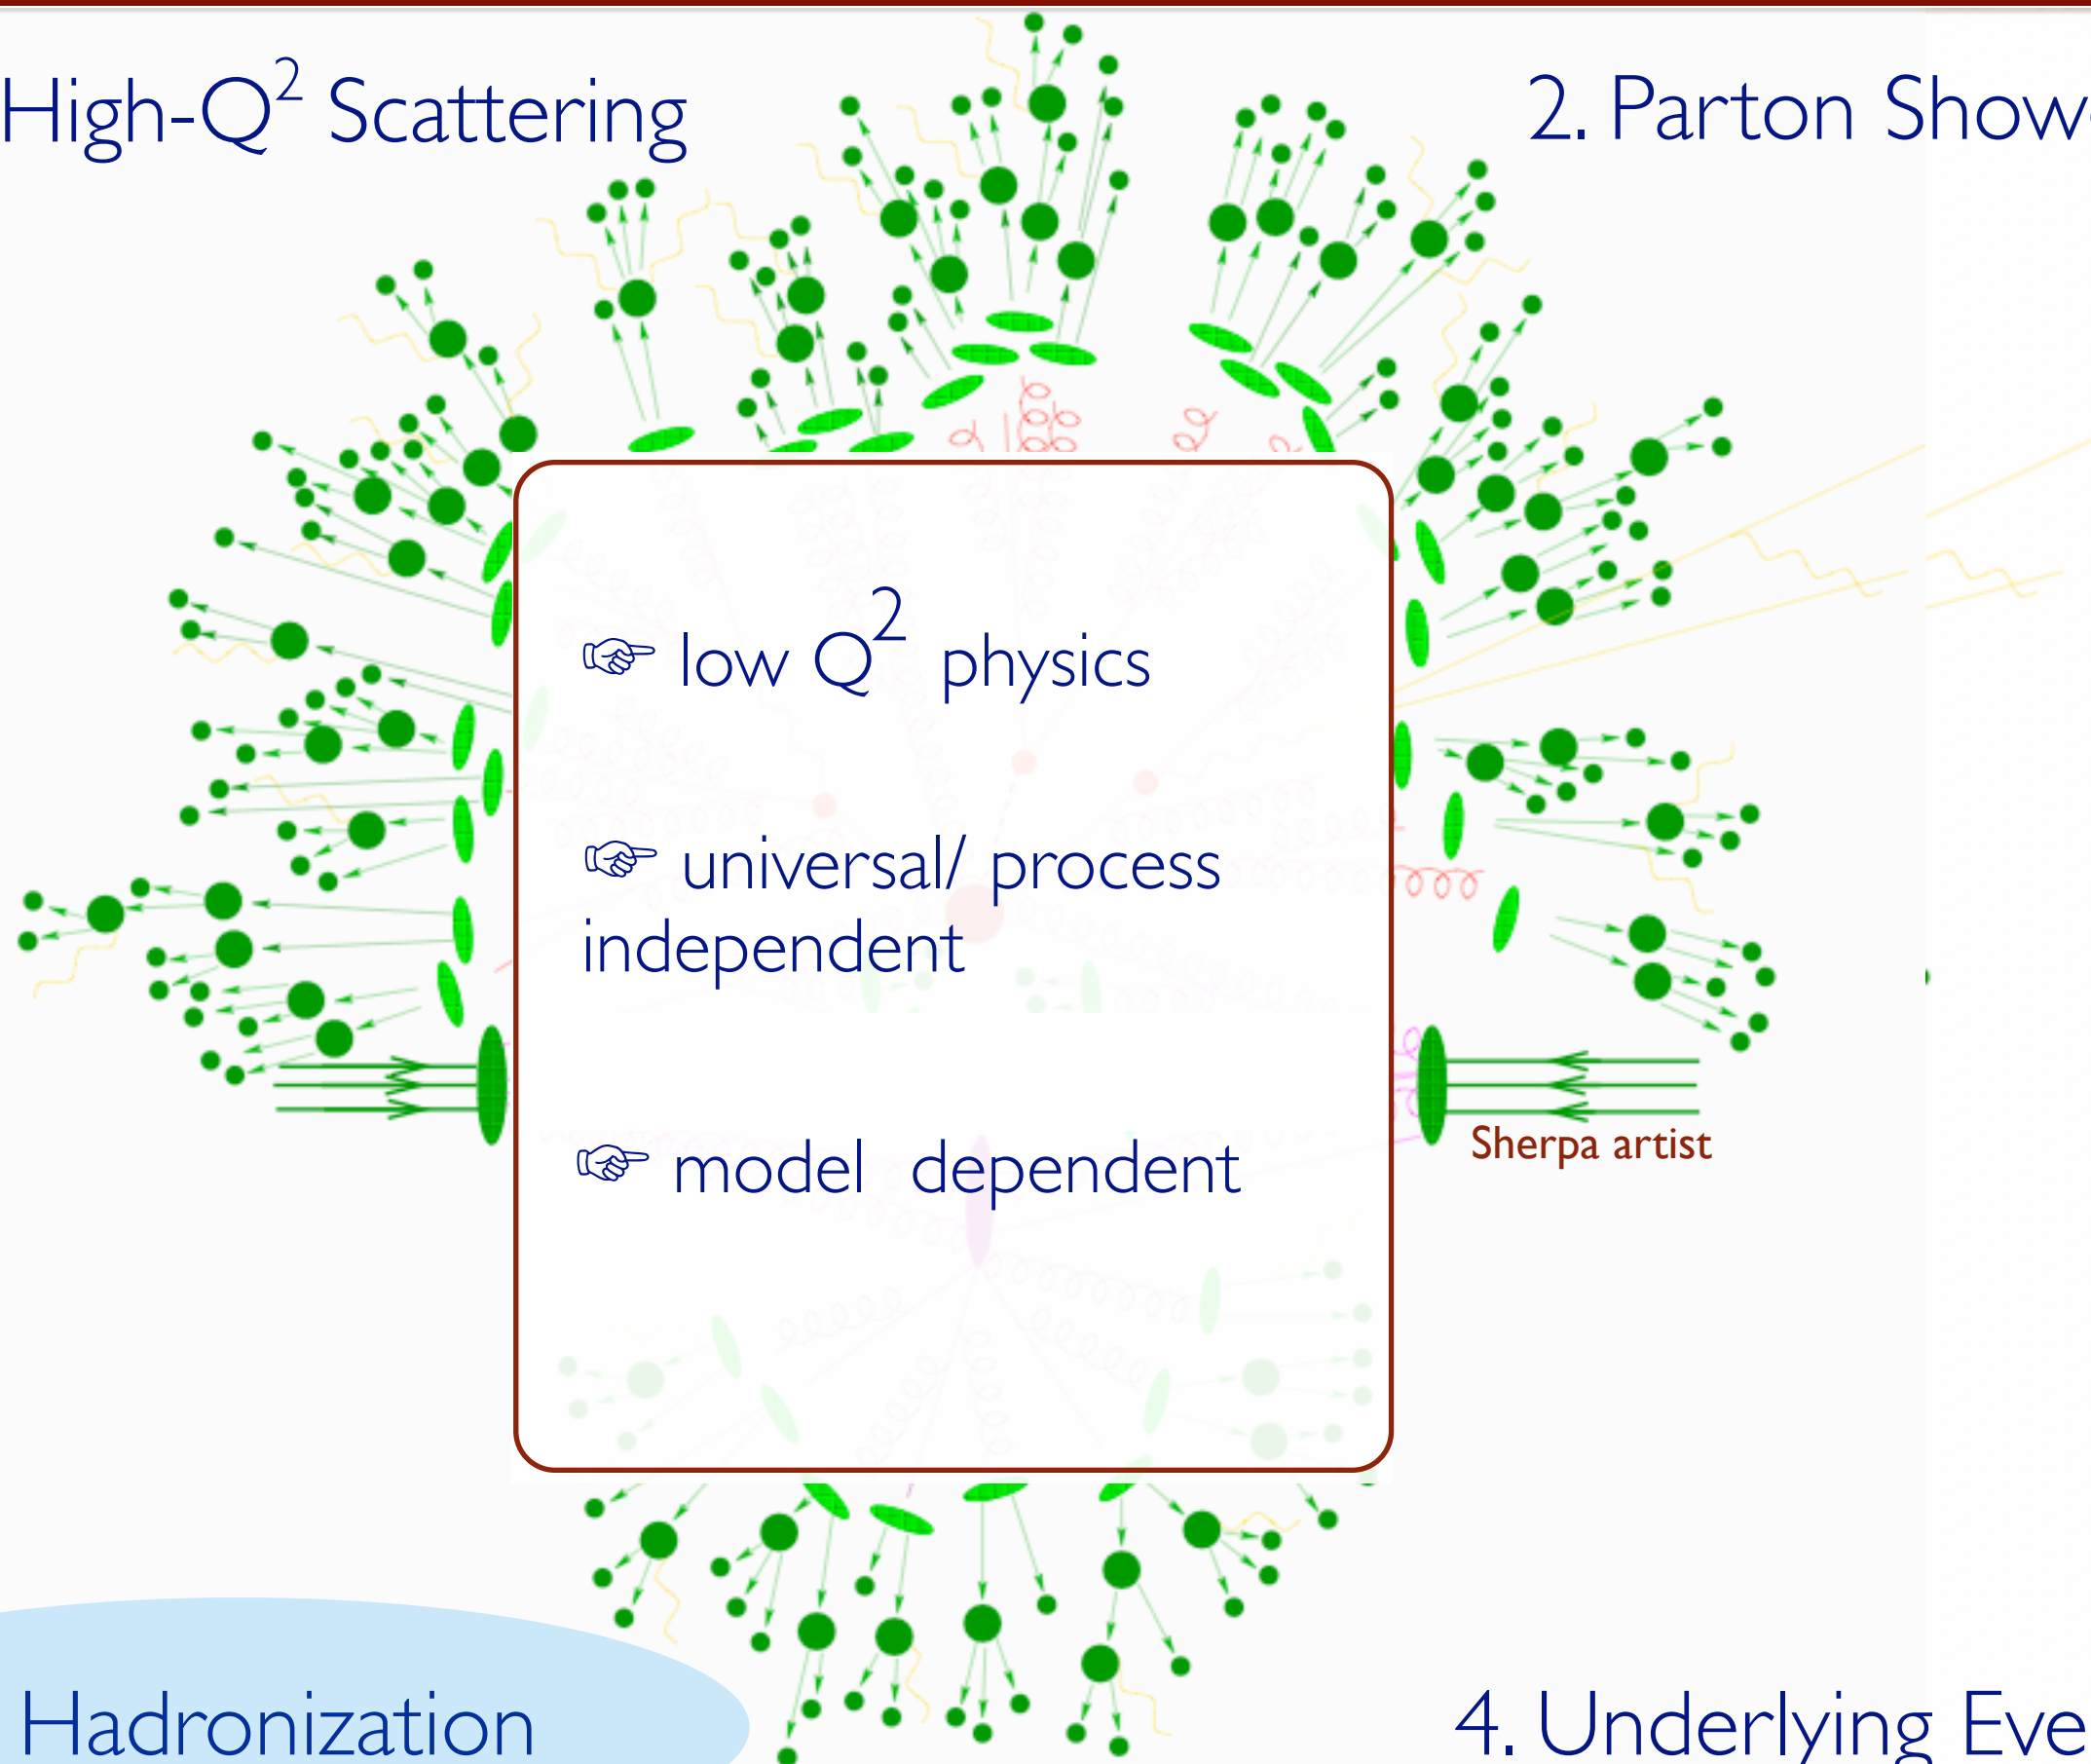 High-Q² Scattering
2. Parton Show
☞ low Q² physics
☞ universal/ process
independent
☞ model dependent
Sherpa artist
Hadronization
4. Underlying Eve